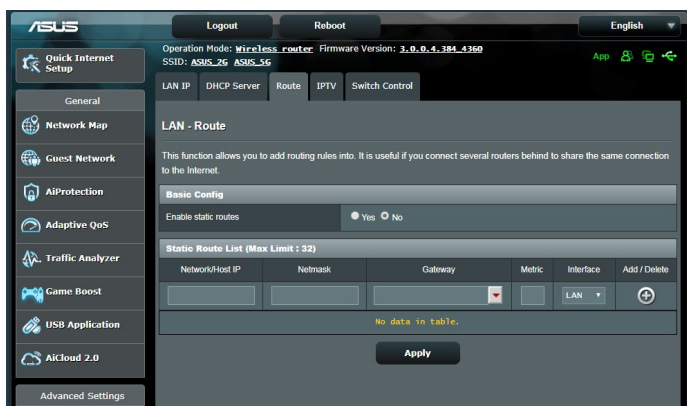 ASUS
Logout
Reboot
English
Quick Internet
Setup
Operation Mode: Wireless router Firmware Version: 3.0.0.4.384_4360
SSID: ASUS_2G ASUS_5G
App
General
Network Map
Guest Network
AiProtection
Adaptive QoS
Traffic Analyzer
Game Boost
USB Application
AiCloud 2.0
Advanced Settings
LAN IP
DHCP Server
Route
IPTV
Switch Control
LAN - Route
This function allows you to add routing rules into. It is useful if you connect several routers behind to share the same connection
to the Internet.
Basic Config
Enable static routes
Yes
No
Static Route List (Max Limit : 32)
Network/Host IP
Netmask
Gateway
Metric
Interface
Add / Delete
LAN
No data in table.
Apply